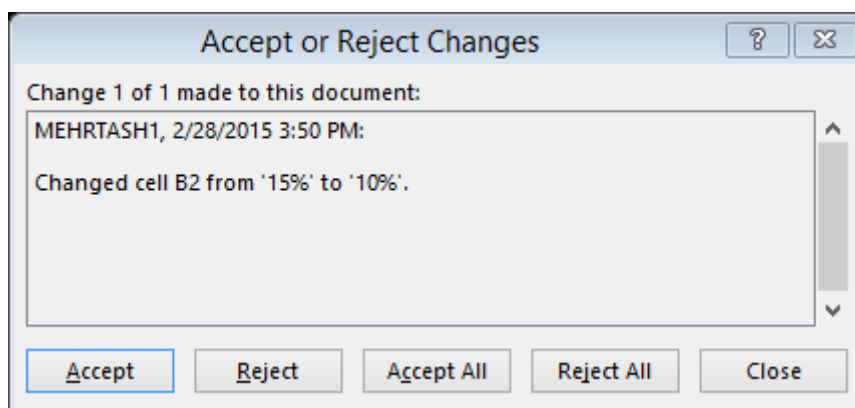 Accept or Reject Changes
Change 1 of 1 made to this document:
MEHRTASH1, 2/28/2015 3:50 PM:
Changed cell B2 from '15%' to '10%'.
Accept Reject Accept All Reject All Close